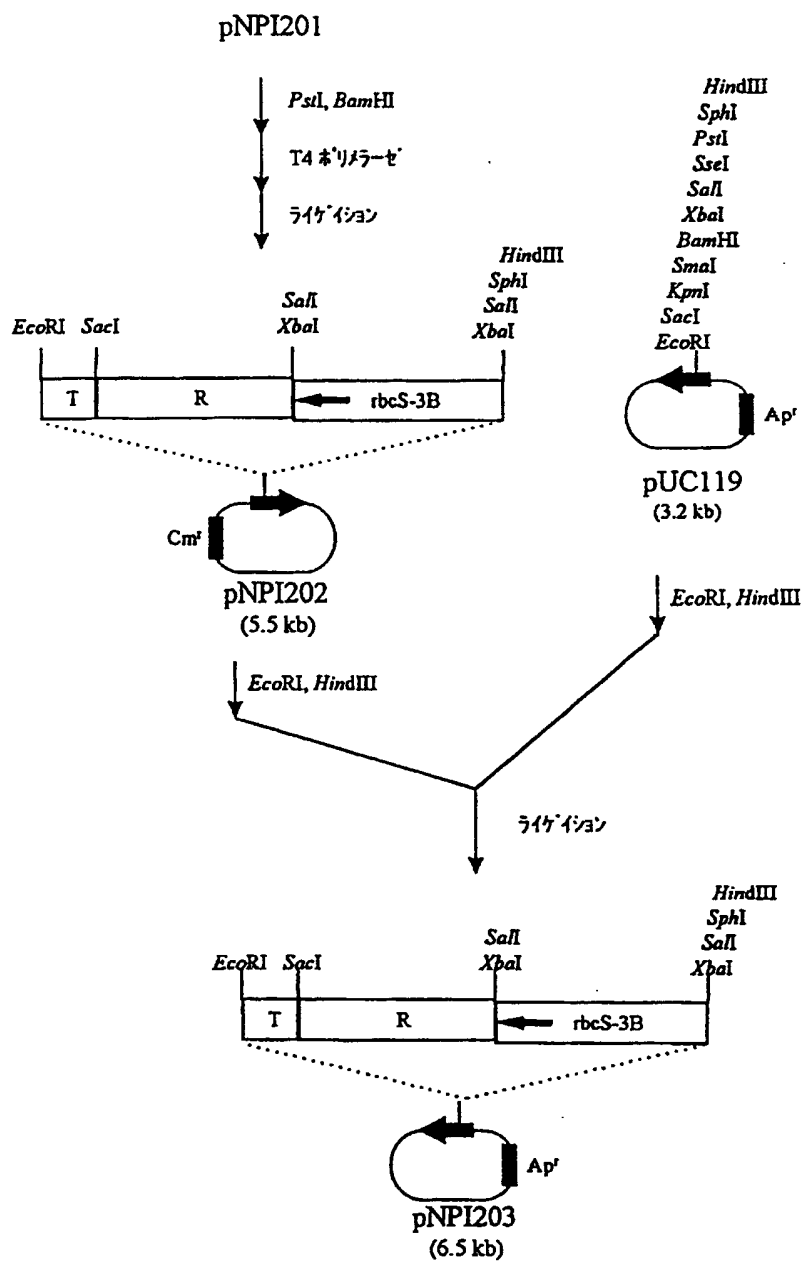 pNPI201
PstI, BamHI
T4 ポリメラーゼ
ライゲイション
HindIII
SphI
PstI
SseI
SalI
XbaI
BamHI
SmaI
KpnI
SacI
EcoRI
Apʳ
pUC119
(3.2 kb)
HindIII
SphI
SalI
XbaI
SalI
XbaI
EcoRI SacI
T R rbcS-3B
Cmʳ
pNPI202
(5.5 kb)
EcoRI, HindIII
EcoRI, HindIII
ライゲイション
HindIII
SphI
SalI
XbaI
SalI
XbaI
EcoRI SacI
T R rbcS-3B
Apʳ
pNPI203
(6.5 kb)